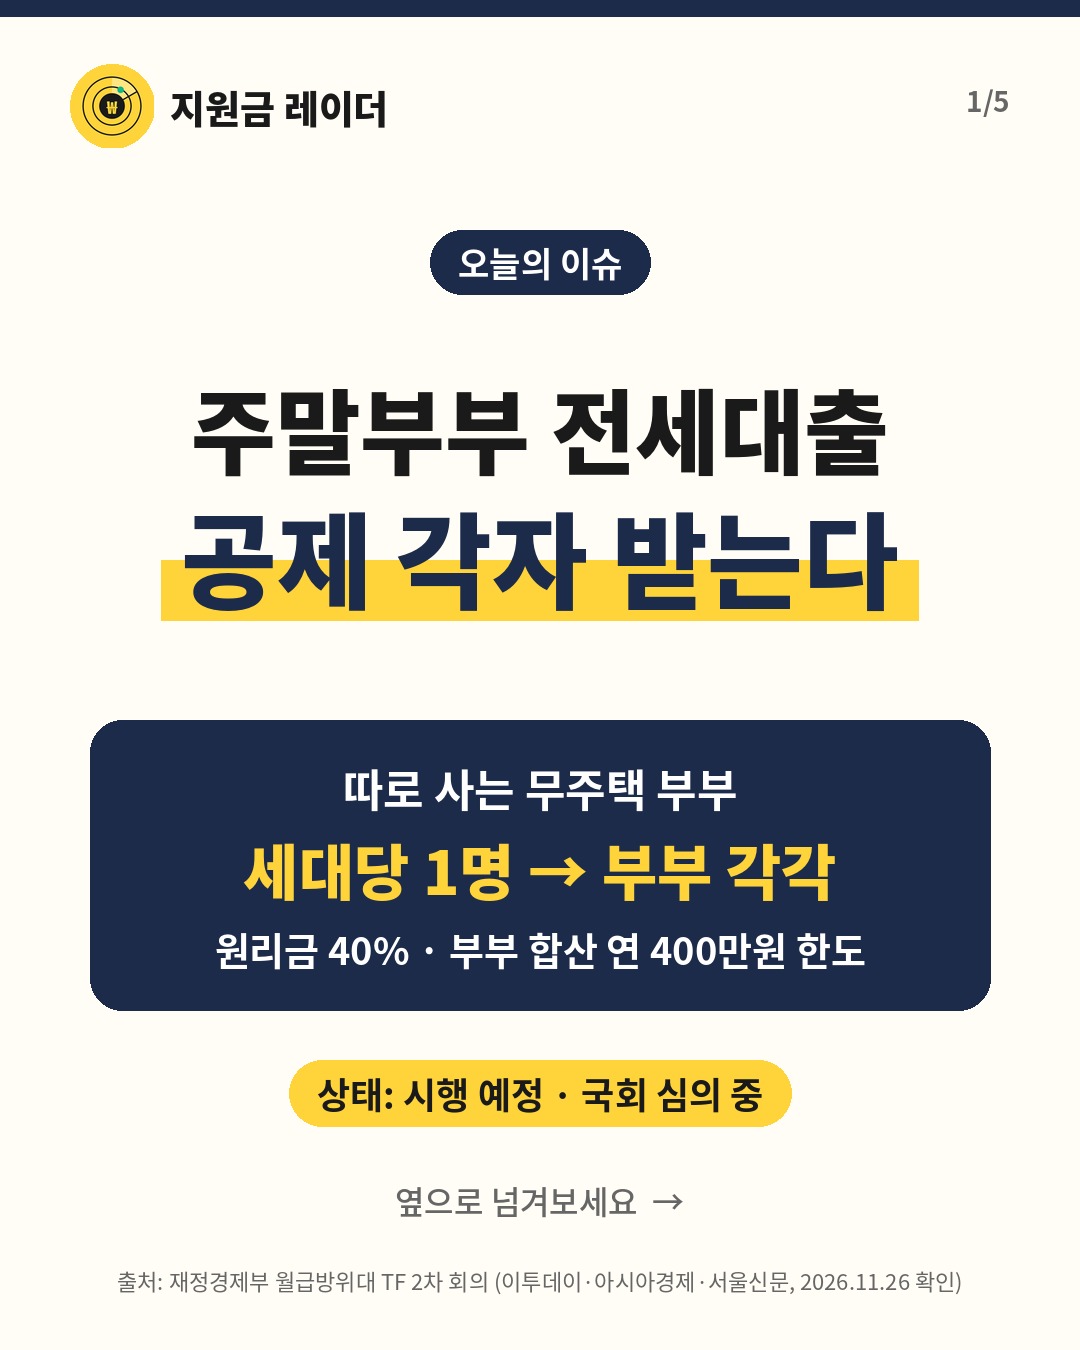 지원금 레이더
1/5
오늘의 이슈
주말부부 전세대출
공제 각자 받는다
따로 사는 무주택 부부
세대당 1명 → 부부 각각
원리금 40% · 부부 합산 연 400만원 한도
상태: 시행 예정 · 국회 심의 중
옆으로 넘겨보세요 →
출처: 재정경제부 월급방위대 TF 2차 회의 (이투데이·아시아경제·서울신문, 2026.11.26 확인)